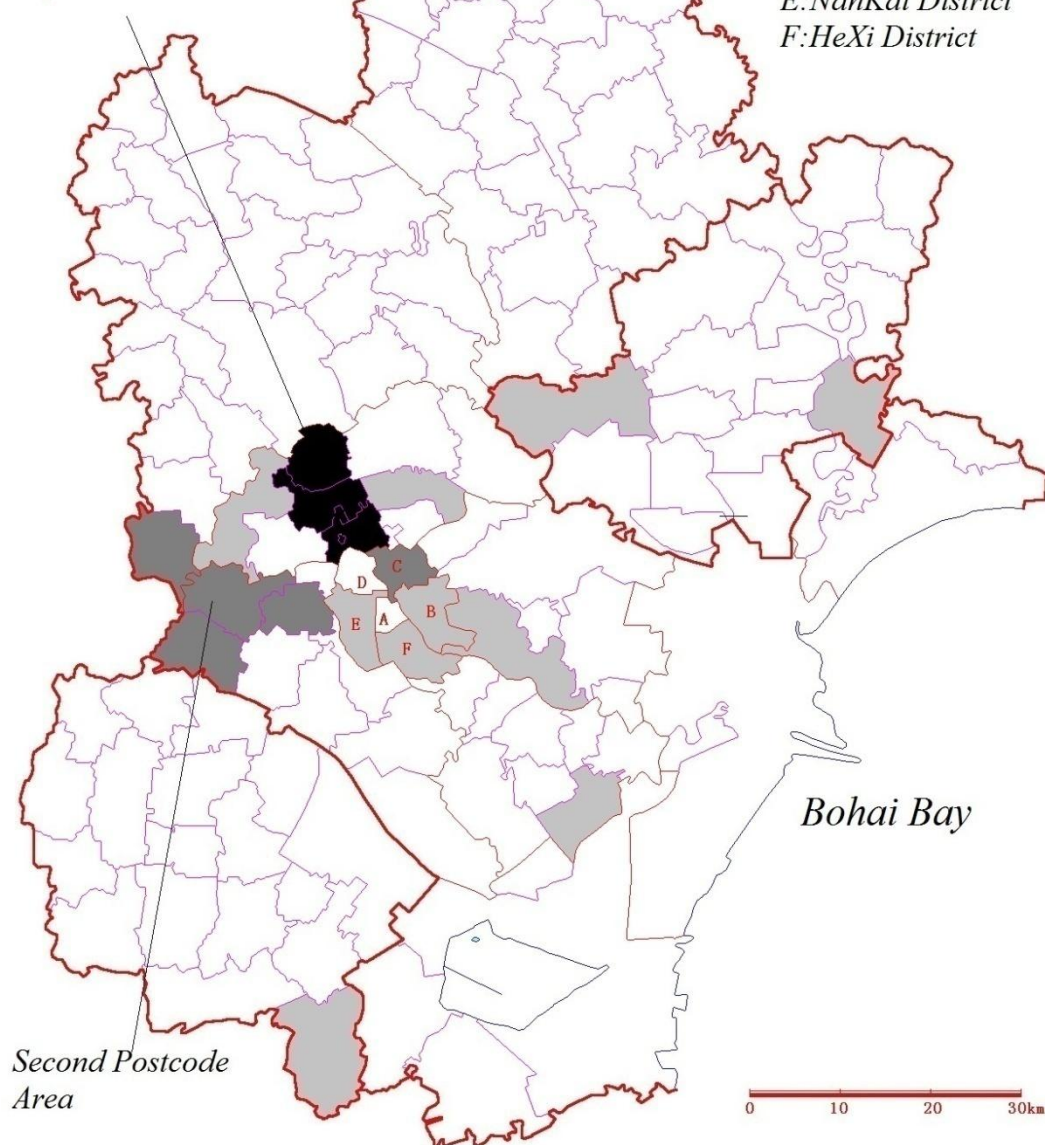 E:NanKai District
F:HeXi District
C
D
A
B
E
F
Bohai Bay
Second Postcode
Area
0 10 20 30km